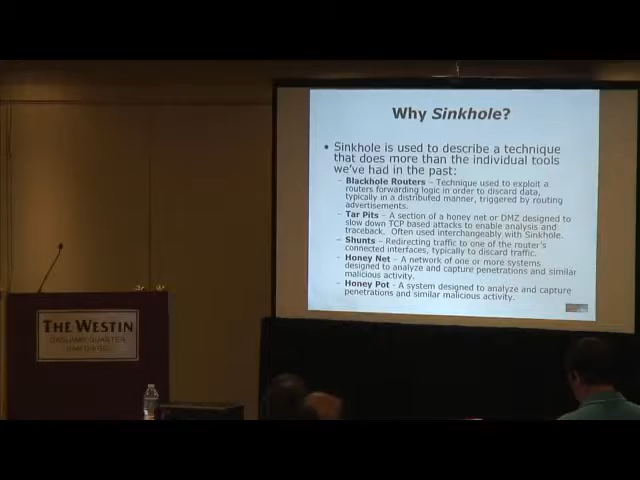 Why Sinkhole?
• Sinkhole is used to describe a technique
that does more than the individual tools
we've had in the past:
– Blackhole Routers – Technique used to exploit a
routers forwarding logic in order to discard data,
typically in a distributed manner, triggered by routing
advertisements.
– Tar Pits – A section of a honey net or DMZ designed to
slow down TCP based attacks to enable analysis and
traceback. Often used interchangeably with Sinkhole.
– Shunts – Redirecting traffic to one of the router's
connected interfaces, typically to discard traffic.
– Honey Net – A network of one or more systems
designed to analyze and capture penetrations and similar
malicious activity.
– Honey Pot - A system designed to analyze and capture
penetrations and similar malicious activity.
THE WESTIN
GASLAMP QUARTER
SAN DIEGO